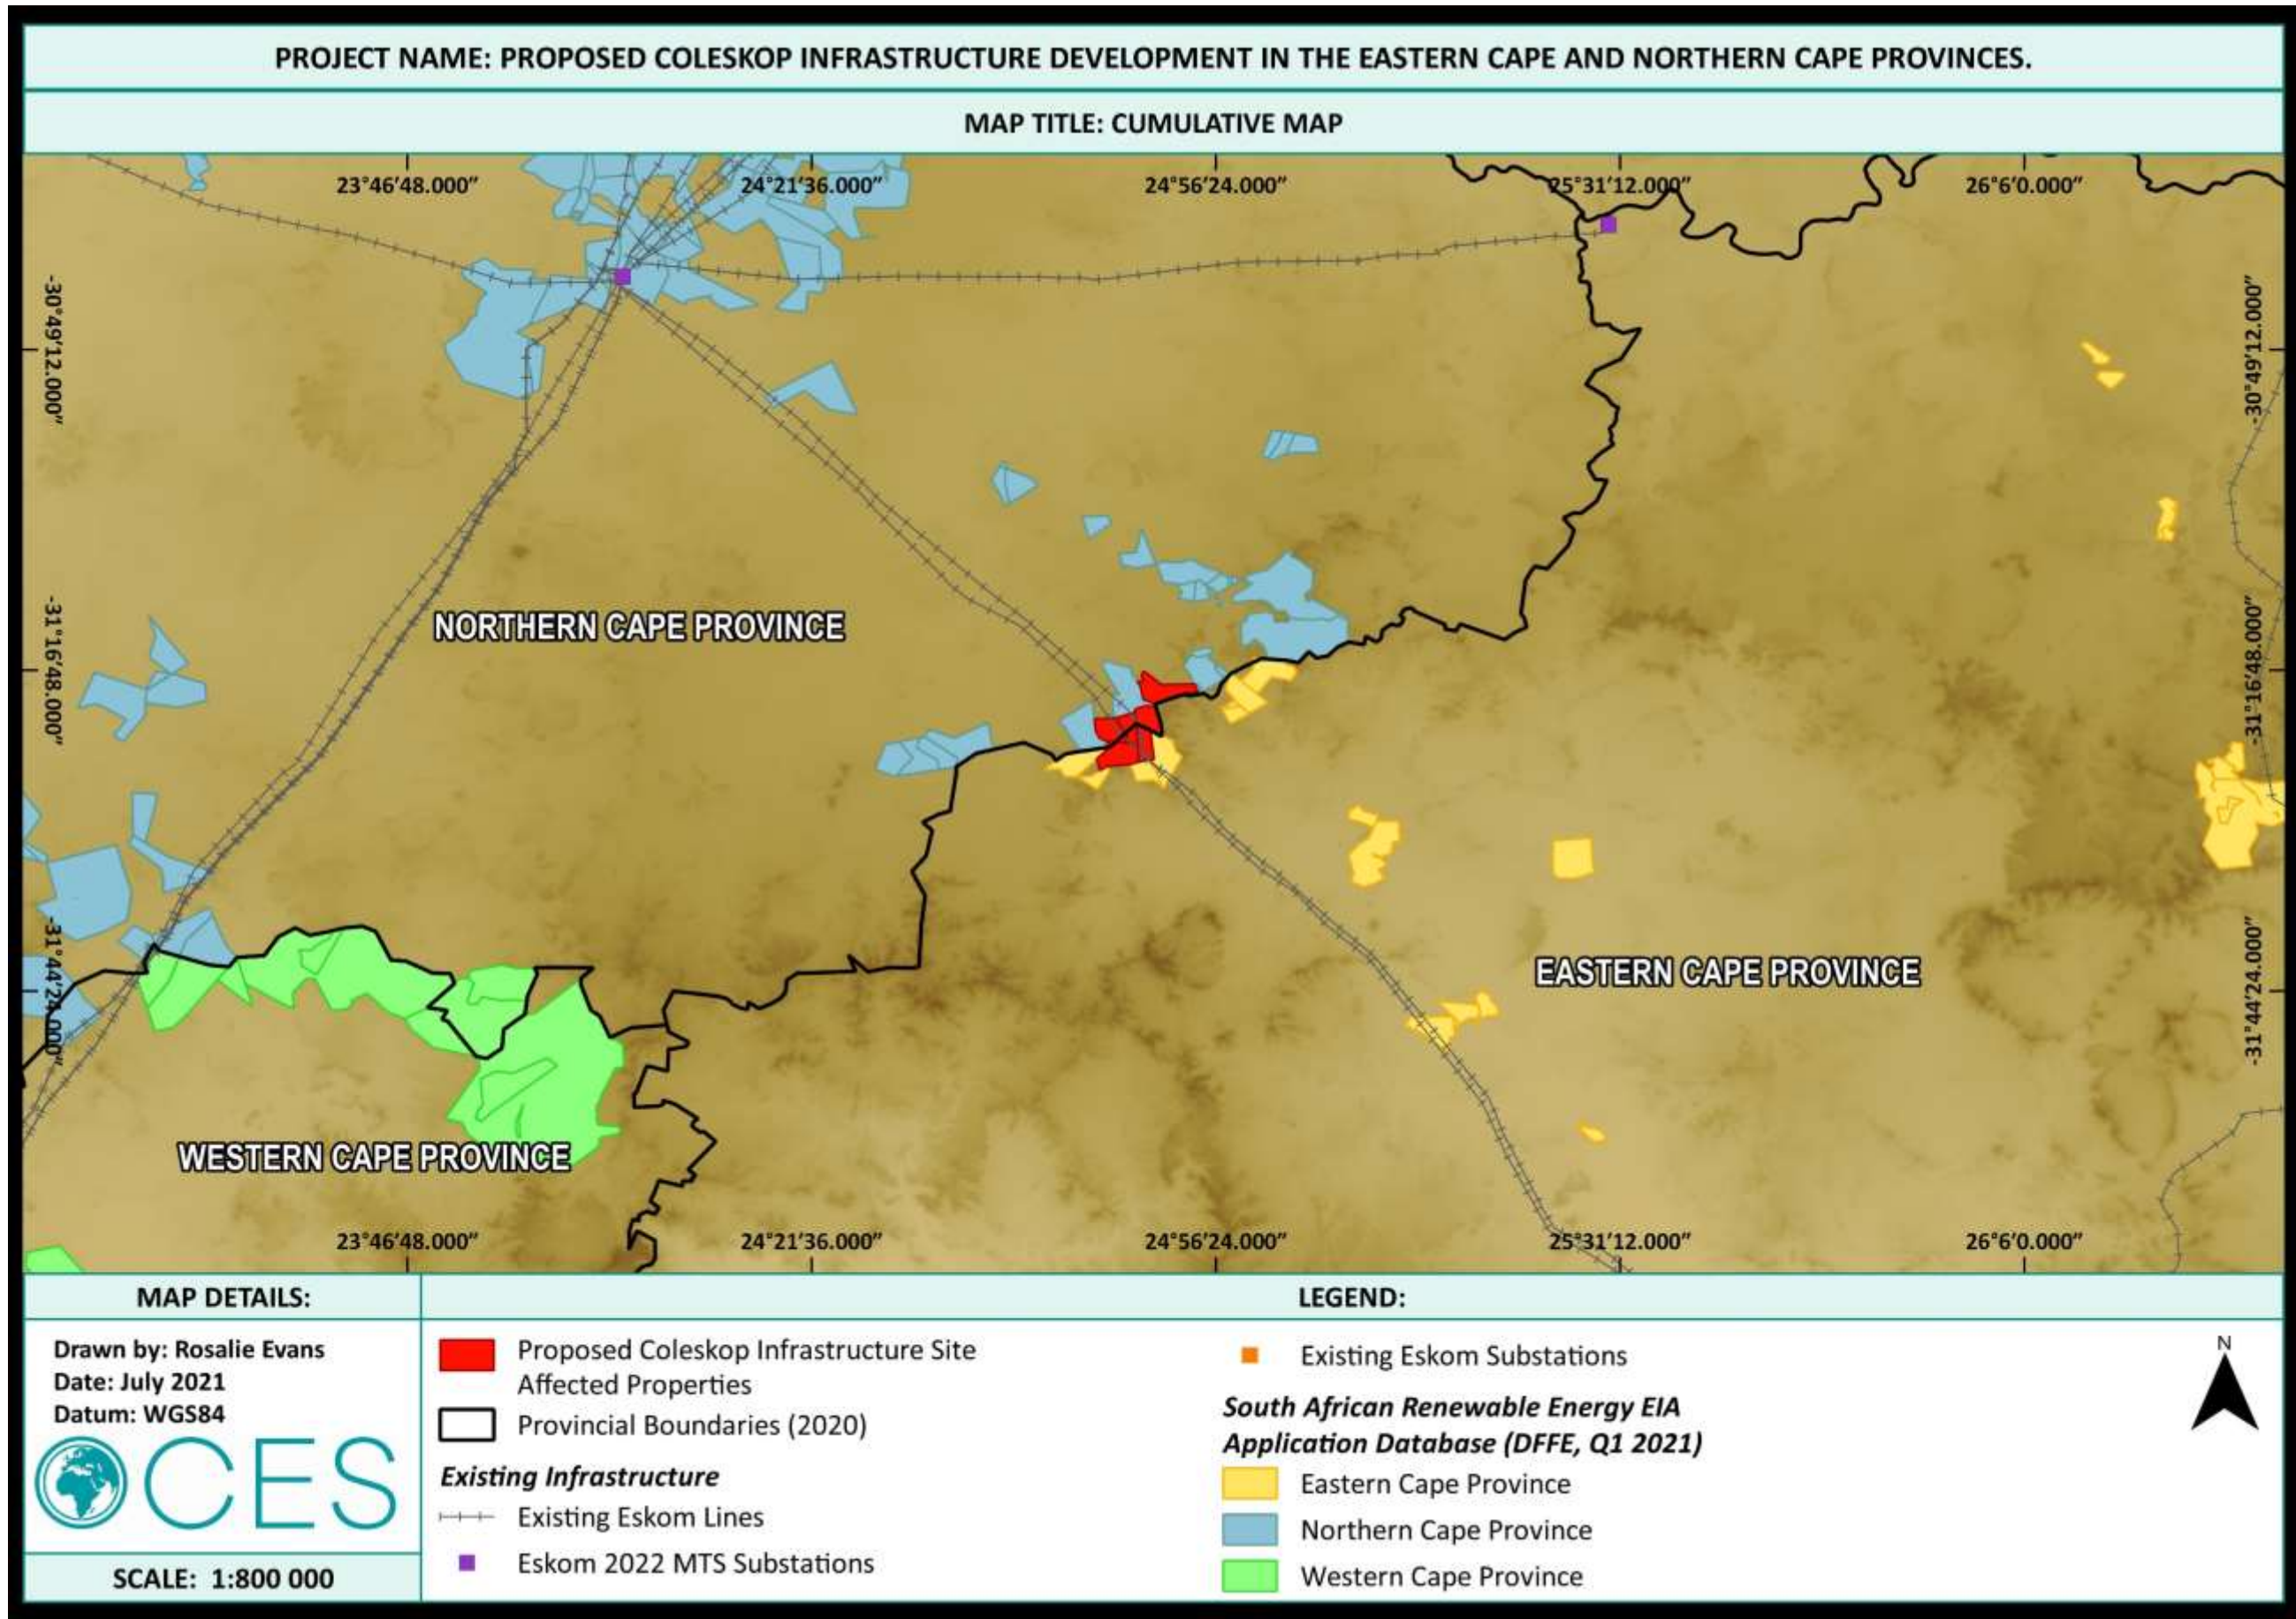 PROJECT NAME: PROPOSED COLESKOP INFRASTRUCTURE DEVELOPMENT IN THE EASTERN CAPE AND NORTHERN CAPE PROVINCES.
MAP TITLE: CUMULATIVE MAP
23°46'48.000"
24°21'36.000"
24°56'24.000"
25°31'12.000"
26°6'0.000"
-30°49'12.000"
-30°49'12.000"
-31°16'48.000"
-31°16'48.000"
-31°44'24.000"
-31°44'24.000"
NORTHERN CAPE PROVINCE
EASTERN CAPE PROVINCE
WESTERN CAPE PROVINCE
23°46'48.000"
24°21'36.000"
24°56'24.000"
25°31'12.000"
26°6'0.000"
MAP DETAILS:
Drawn by: Rosalie Evans
Date: July 2021
Datum: WGS84
CES
SCALE: 1:800 000
LEGEND:
Proposed Coleskop Infrastructure Site
Affected Properties
Provincial Boundaries (2020)
Existing Infrastructure
Existing Eskom Lines
Eskom 2022 MTS Substations
Existing Eskom Substations
South African Renewable Energy EIA
Application Database (DFFE, Q1 2021)
Eastern Cape Province
Northern Cape Province
Western Cape Province
N